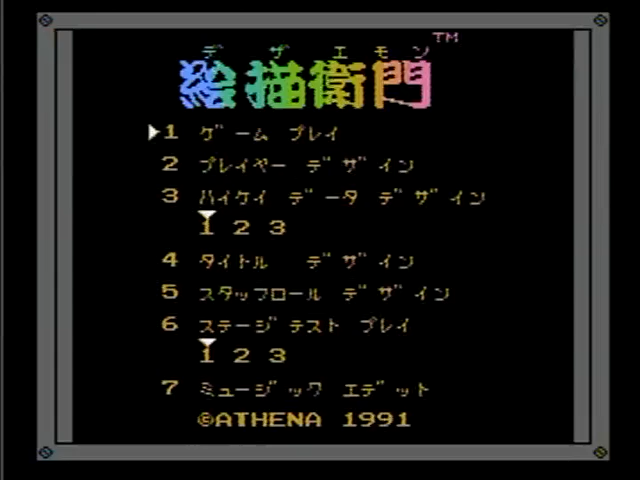 デザエモン
絵描衛門™
1 ゲーム プレイ
2 プレイヤー デザイン
3 ハイケイ データ デザイン
1 2 3
4 タイトル デザイン
5 スタッフロール デザイン
6 ステージテスト プレイ
1 2 3
7 ミュージック エデット
©ATHENA 1991